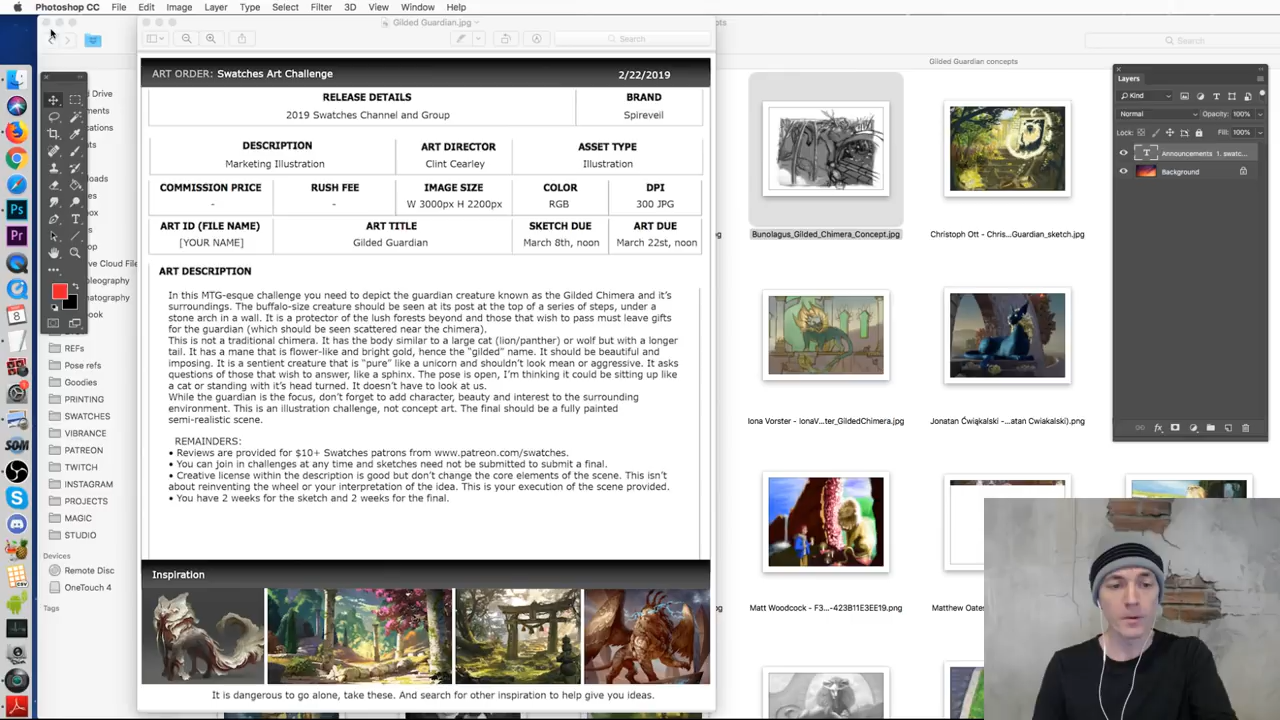 Photoshop CC File Edit Image Layer Type Select Filter 3D View Window Help
Gilded Guardian.jpg
Search
Search
Gilded Guardian concepts
ART ORDER: Swatches Art Challenge 2/22/2019
RELEASE DETAILS BRAND
2019 Swatches Channel and Group Spireveil
DESCRIPTION ART DIRECTOR ASSET TYPE
Marketing Illustration Clint Cearley Illustration
COMMISSION PRICE RUSH FEE IMAGE SIZE COLOR DPI
- - W 3000px H 2200px RGB 300 JPG
ART ID (FILE NAME) ART TITLE SKETCH DUE ART DUE
[YOUR NAME] Gilded Guardian March 8th, noon March 22st, noon
ART DESCRIPTION
In this MTG-esque challenge you need to depict the guardian creature known as the Gilded Chimera and it's
surroundings. The buffalo-size creature should be seen at its post at the top of a series of steps, under a
stone arch in a wall. It is a protector of the lush forests beyond and those that wish to pass must leave gifts
for the guardian (which should be seen scattered near the chimera).
This is not a traditional chimera. It has the body similar to a large cat (lion/panther) or wolf but with a longer
tail. It has a mane that is flower-like and bright gold, hence the "gilded" name. It should be beautiful and
imposing. It is a sentient creature that is "pure" like a unicorn and shouldn't look mean or aggressive. It asks
questions of those that wish to answer, like a sphinx. The pose is open, I'm thinking it could be sitting up like
a cat or standing with it's head turned. It doesn't have to look at us.
While the guardian is the focus, don't forget to add character, beauty and interest to the surrounding
environment. This is an illustration challenge, not concept art. The final should be a fully painted
semi-realistic scene.
REMAINDERS:
• Reviews are provided for $10+ Swatches patrons from www.patreon.com/swatches.
• You can join in challenges at any time and sketches need not be submitted to submit a final.
• Creative license within the description is good but don't change the core elements of the scene. This isn't
about reinventing the wheel or your interpretation of the idea. This is your execution of the scene provided.
• You have 2 weeks for the sketch and 2 weeks for the final.
Inspiration
It is dangerous to go alone, take these. And search for other inspiration to help give you ideas.
REFs
Pose refs
Goodies
PRINTING
SWATCHES
VIBRANCE
PATREON
TWITCH
INSTAGRAM
PROJECTS
MAGIC
STUDIO
Devices
Remote Disc
OneTouch 4
Tags
Bunolagus_Gilded_Chimera_Concept.jpg
Christoph Ott - Chris...Guardian_sketch.jpg
Iona Vorster - IonaV...ter_GildedChimera.jpg
Jonatan Ćwiąkalski -...atan Cwiakalski).png
Matt Woodcock - F3...-423B11E3EE19.png
Layers
Kind
Normal Opacity: 100%
Lock: Fill: 100%
Announcements 1. swatc...
Background